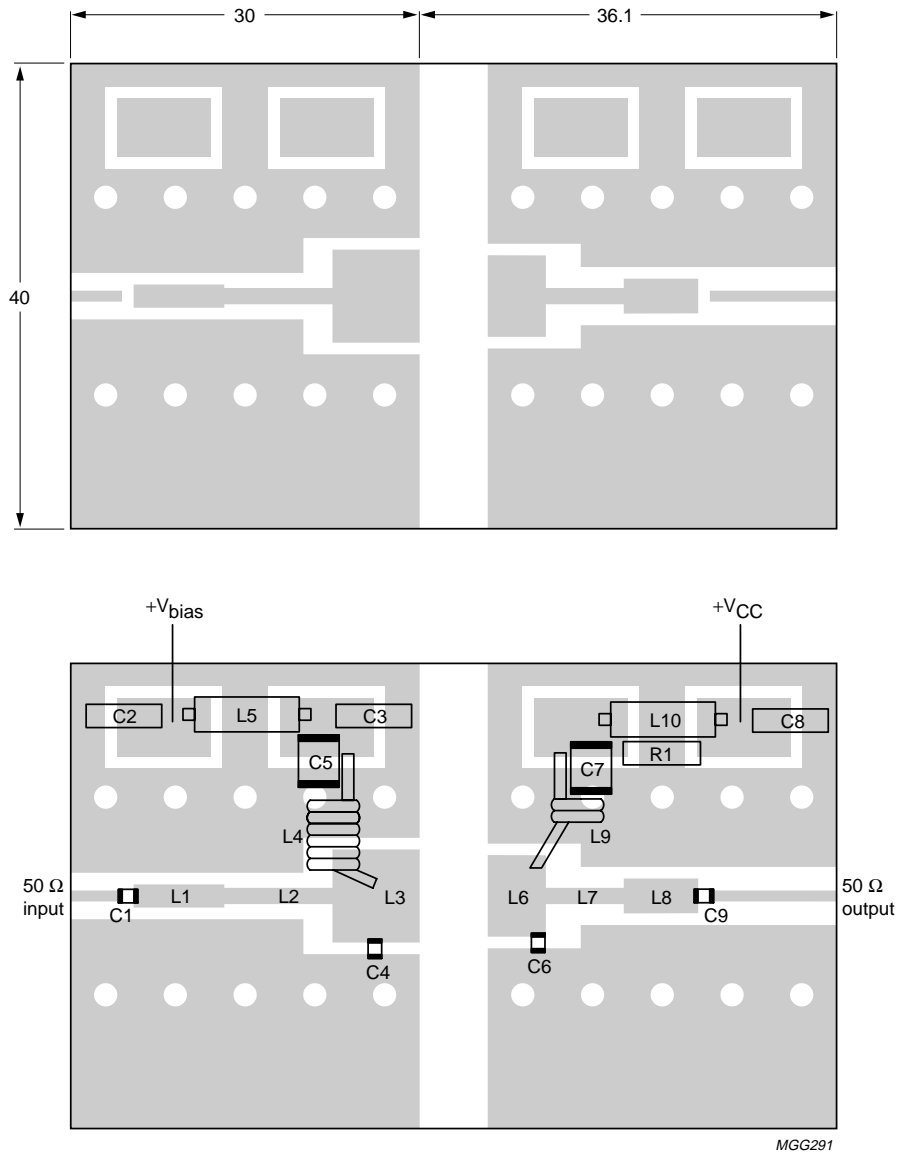 30
36.1
40
+Vbias
+VCC
C2
L5
C3
L10
C8
R1
C5
C7
L4
L9
50 Ω
input
C1
L1
L2
L3
L6
L7
L8
C9
50 Ω
output
C4
C6
MGG291